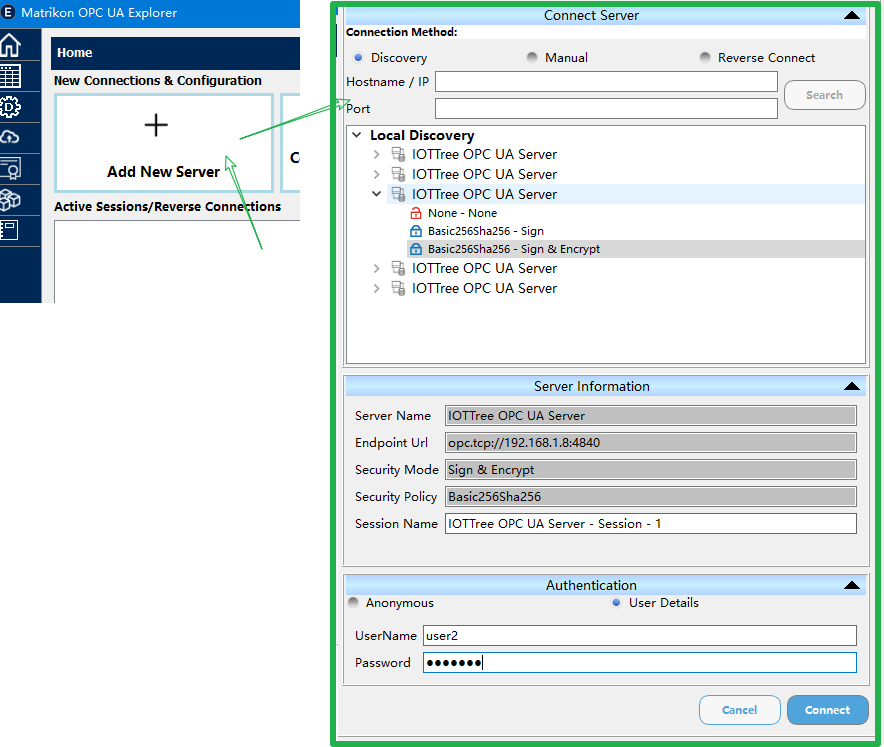 E Matrikon OPC UA Explorer
Home
New Connections & Configuration
+
Add New Server
C
Active Sessions/Reverse Connections
D
Connect Server
Connection Method:
Discovery Manual Reverse Connect
Hostname / IP
Search
Port
Local Discovery
IOTTree OPC UA Server
IOTTree OPC UA Server
IOTTree OPC UA Server
None - None
Basic256Sha256 - Sign
Basic256Sha256 - Sign & Encrypt
IOTTree OPC UA Server
IOTTree OPC UA Server
Server Information
Server Name IOTTree OPC UA Server
Endpoint Url opc.tcp://192.168.1.8:4840
Security Mode Sign & Encrypt
Security Policy Basic256Sha256
Session Name IOTTree OPC UA Server - Session - 1
Authentication
Anonymous User Details
UserName user2
Password ●●●●●●●
Cancel Connect